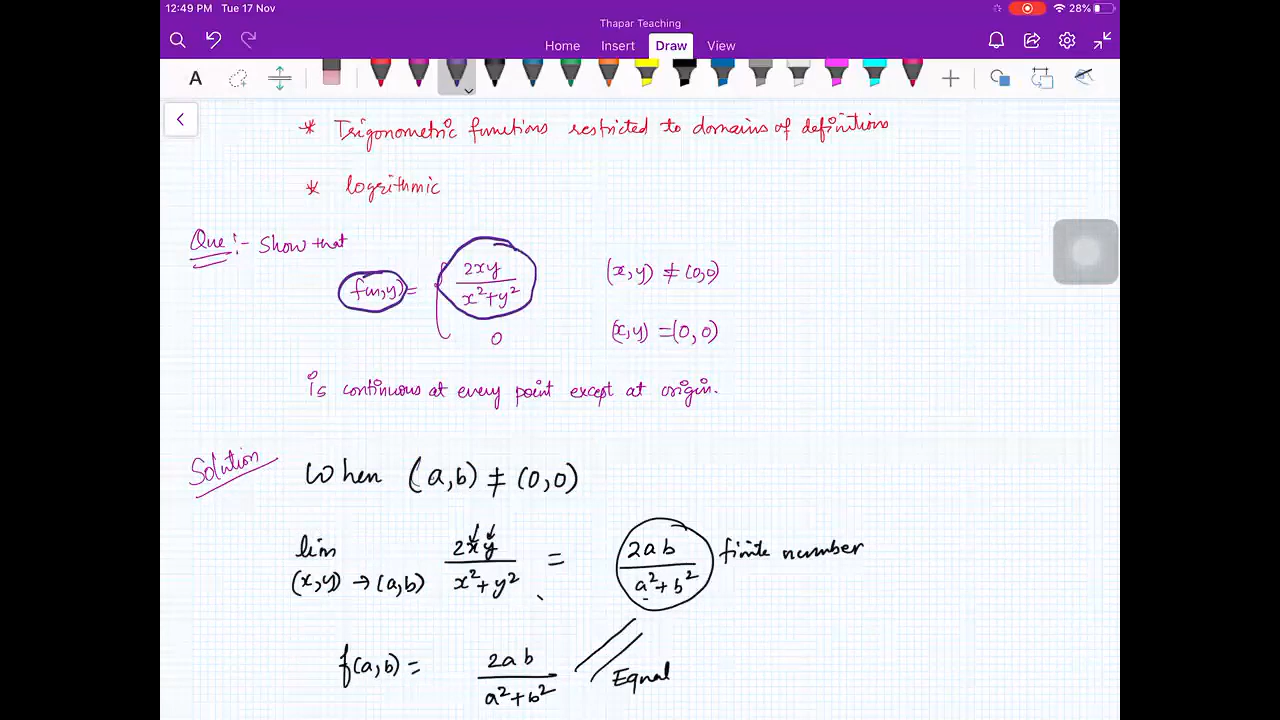 12:49 PM Tue 17 Nov
28%
Thapar Teaching
Home Insert Draw View
A
* Trigonometric functions restricted to domains of definitions
* logrithmic
Que:- Show that
f(x,y) = { 2xy / x²+y² (x,y) ≠ (0,0)
0 (x,y) = (0,0)
is continuous at every point except at origin.
Solution When (a,b) ≠ (0,0)
lim (x,y) → (a,b) 2xy / x²+y² = 2ab / a²+b² finite number
f(a,b) = 2ab / a²+b² Equal